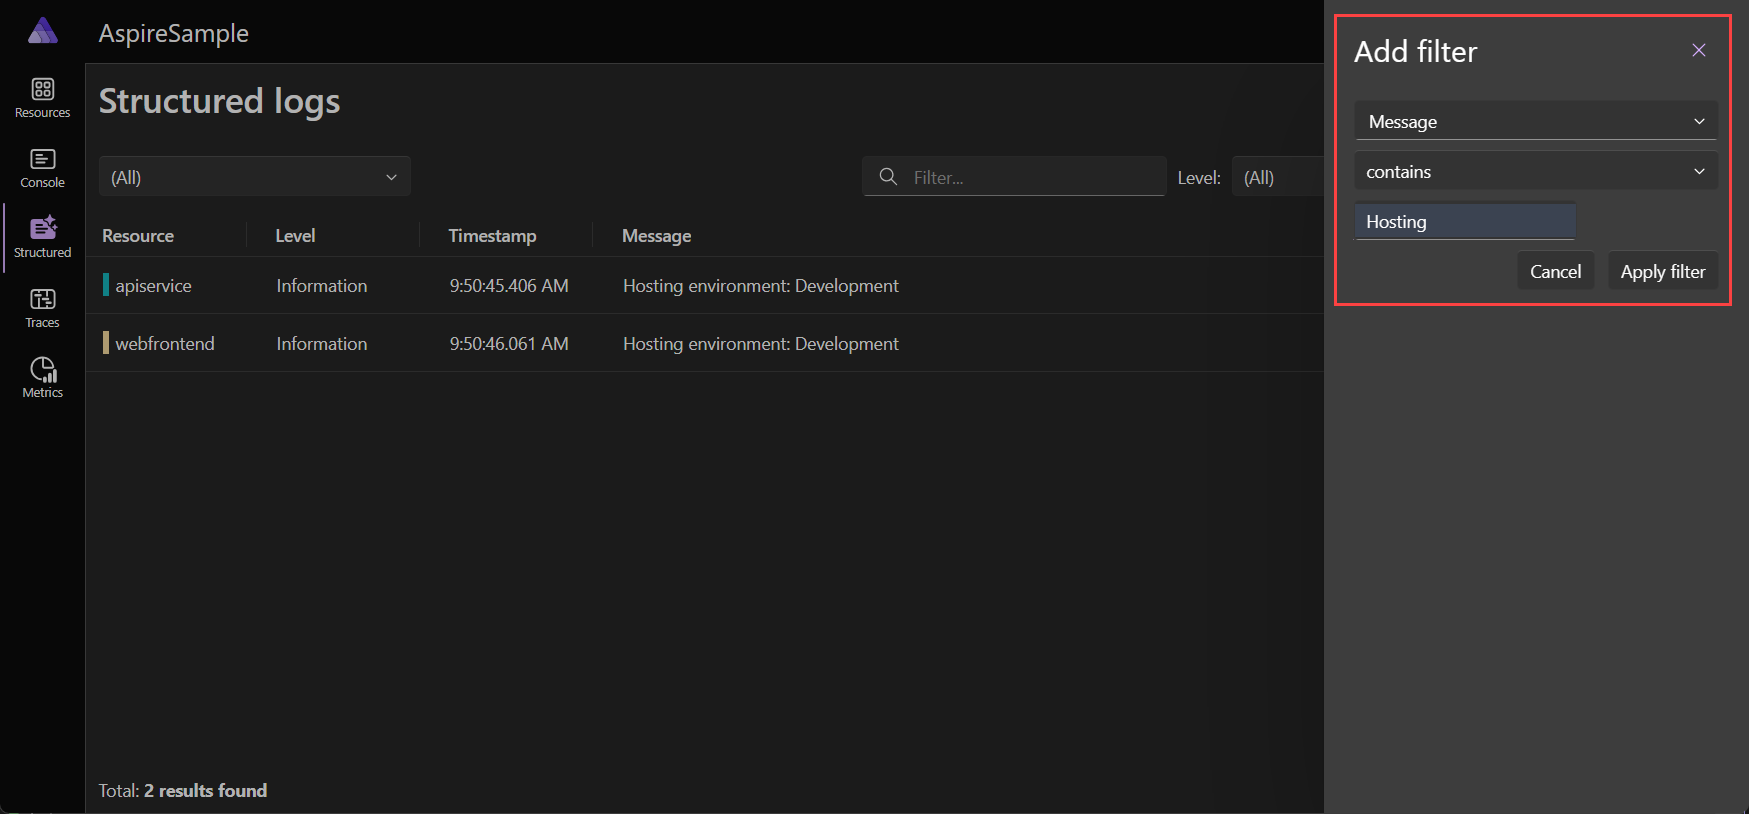 AspireSample
Resources
Console
Structured
Traces
Metrics
Structured logs
(All)
Filter...
Level:
(All)
Resource Level Timestamp Message
apiservice Information 9:50:45.406 AM Hosting environment: Development
webfrontend Information 9:50:46.061 AM Hosting environment: Development
Total: 2 results found
Add filter
Message
contains
Hosting
Cancel
Apply filter